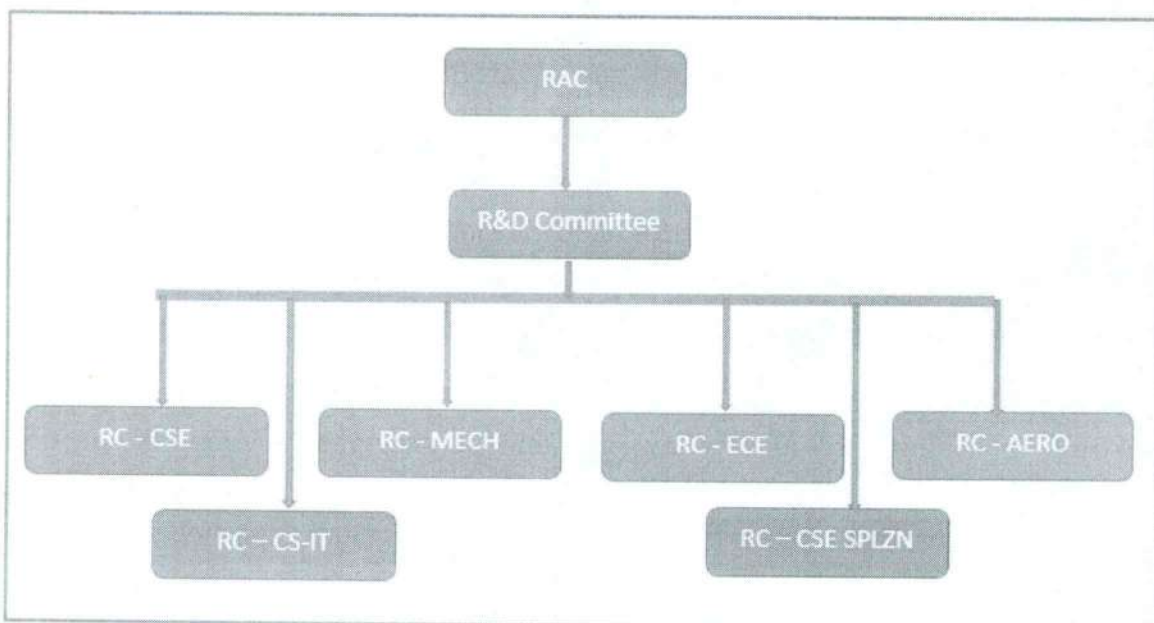 RAC
R&D Committee
RC - CSE
RC - MECH
RC - ECE
RC - AERO
RC – CS-IT
RC – CSE SPLZN